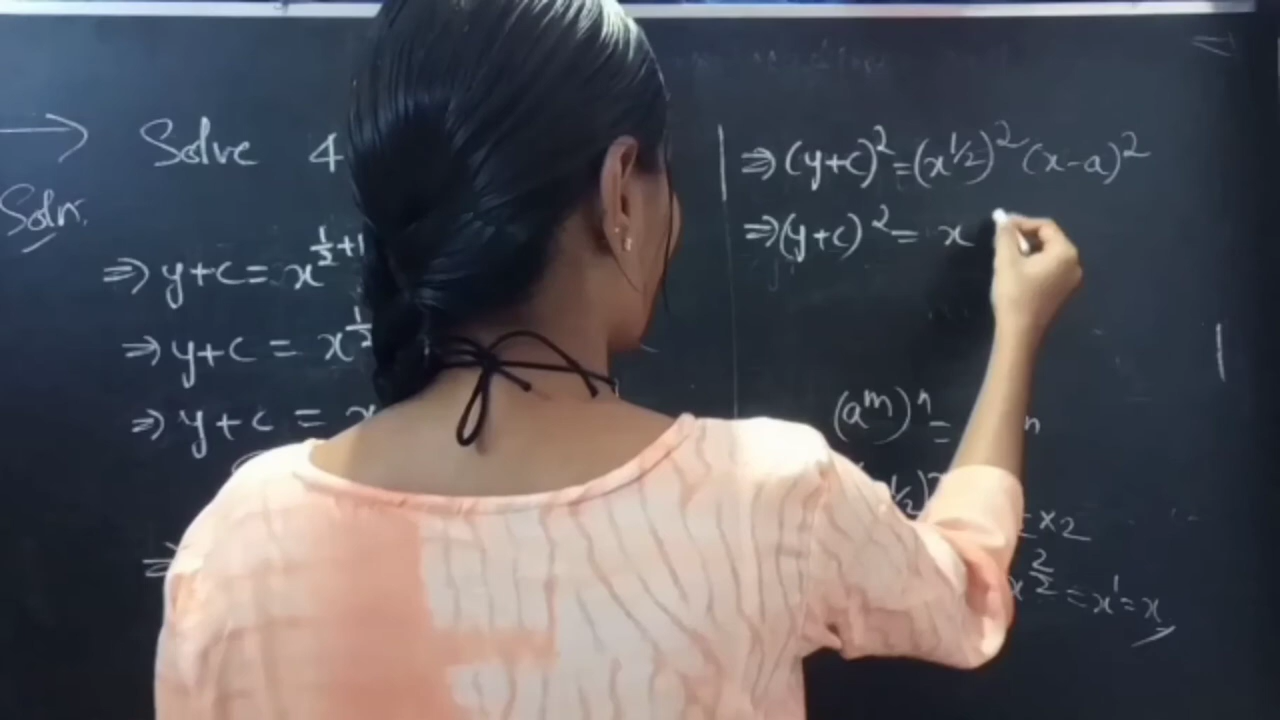 → Solve 4
Soln.
⇒ y+c = x^{1/2+1
⇒ y+c = x^{1/2
⇒ y+c = x
⇒ (y+c)² = (x^{1/2})² (x-a)²
⇒ (y+c)² = x
(a^m)^n = n
½)²
×2
x^{2/2} = x¹ = x